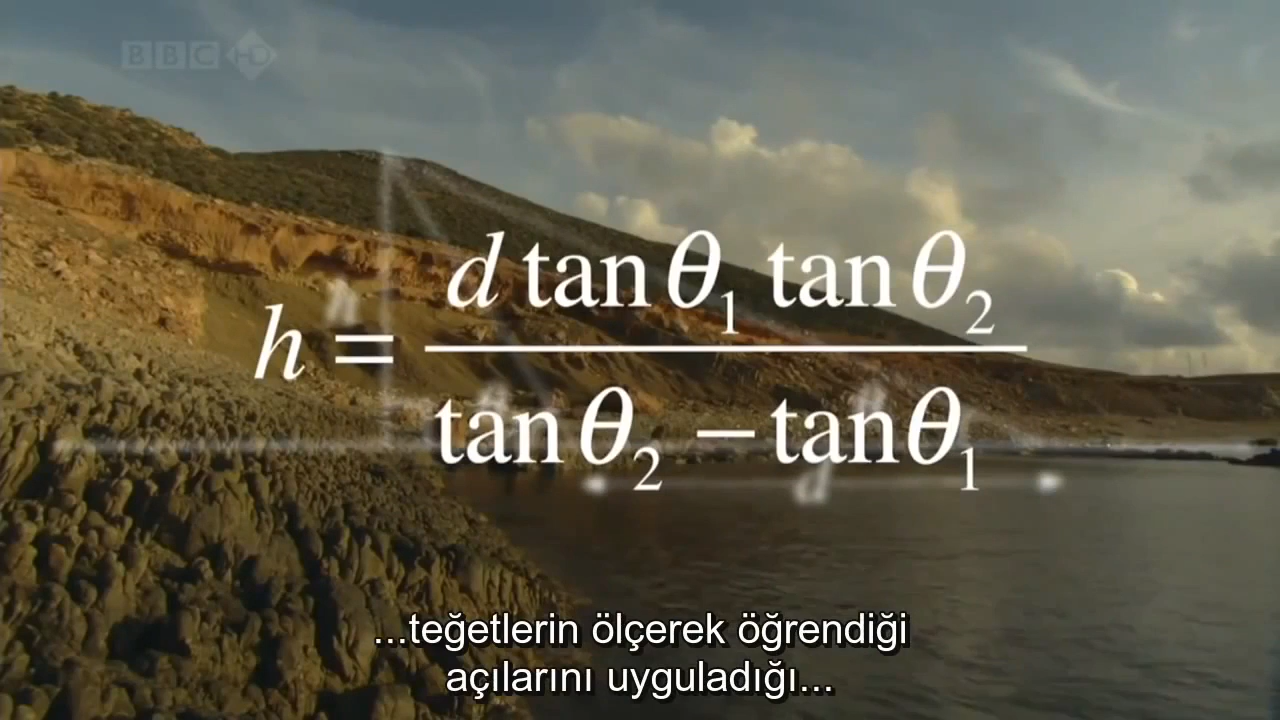 BBC HD
h = d tan θ₁ tan θ₂ / tan θ₂ − tan θ₁
d
...teğetlerin ölçerek öğrendiği
açılarını uyguladığı...